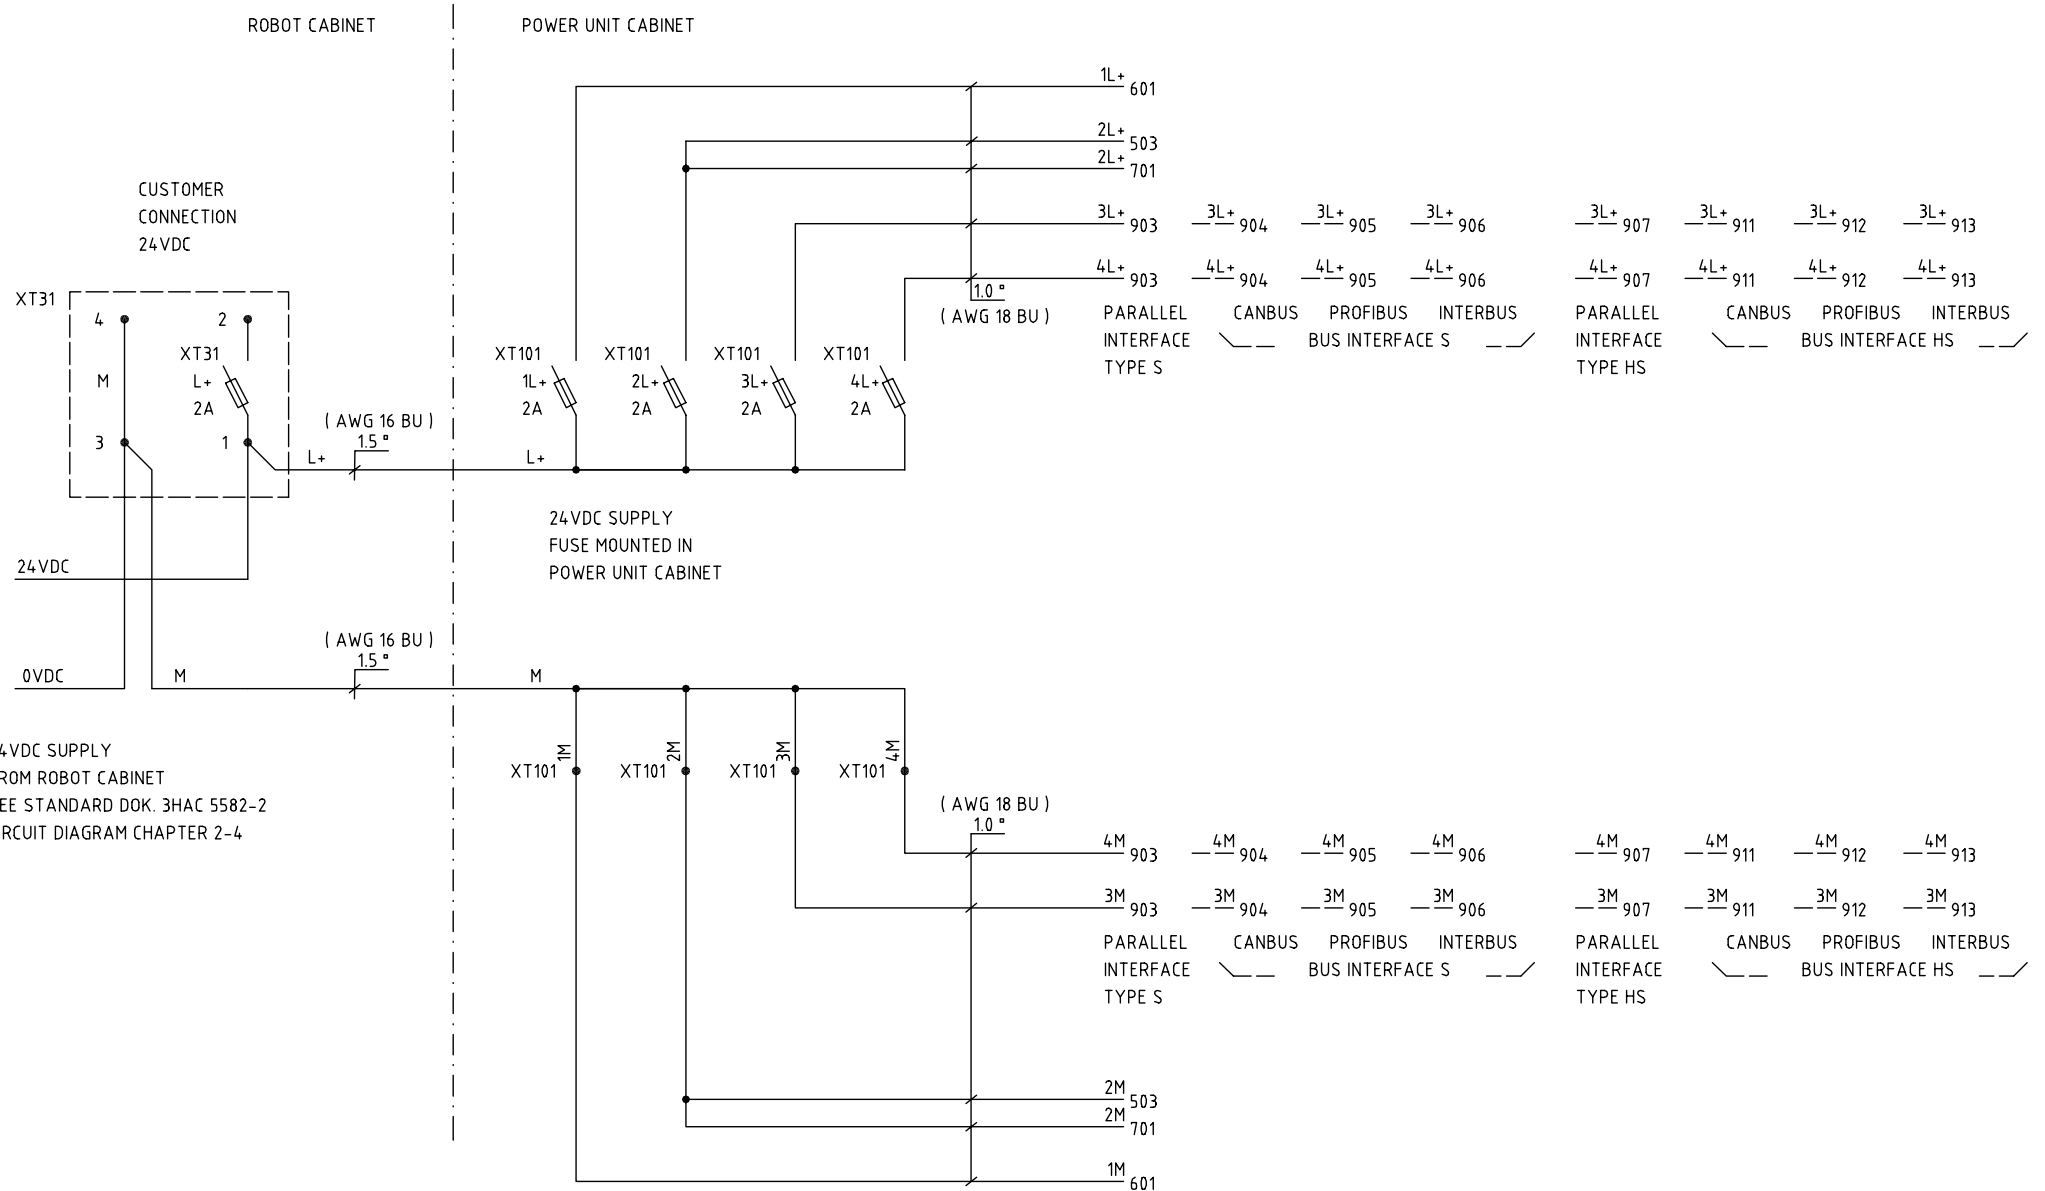 ROBOT CABINET
POWER UNIT CABINET
1L+ 601
2L+ 503
2L+ 701
CUSTOMER
CONNECTION
24VDC
3L+ 903 3L+ 904 3L+ 905 3L+ 906 3L+ 907 3L+ 911 3L+ 912 3L+ 913
4L+ 903 4L+ 904 4L+ 905 4L+ 906 4L+ 907 4L+ 911 4L+ 912 4L+ 913
1.0
( AWG 18 BU )
PARALLEL CANBUS PROFIBUS INTERBUS PARALLEL CANBUS PROFIBUS INTERBUS
INTERFACE BUS INTERFACE S INTERFACE BUS INTERFACE HS
TYPE S TYPE HS
XT31
4 2
XT31
M L+
2A
3 1
XT101 XT101 XT101 XT101
1L+ 2L+ 3L+ 4L+
2A 2A 2A 2A
( AWG 16 BU )
1.5
L+ L+
24VDC SUPPLY
FUSE MOUNTED IN
POWER UNIT CABINET
24VDC
( AWG 16 BU )
1.5
0VDC M M
4VDC SUPPLY
ROM ROBOT CABINET
EE STANDARD DOK. 3HAC 5582-2
RCUIT DIAGRAM CHAPTER 2-4
1M 2M 3M 4M
XT101 XT101 XT101 XT101
( AWG 18 BU )
1.0
4M 903 4M 904 4M 905 4M 906 4M 907 4M 911 4M 912 4M 913
3M 903 3M 904 3M 905 3M 906 3M 907 3M 911 3M 912 3M 913
PARALLEL CANBUS PROFIBUS INTERBUS PARALLEL CANBUS PROFIBUS INTERBUS
INTERFACE BUS INTERFACE S INTERFACE BUS INTERFACE HS
TYPE S TYPE HS
2M 503
2M 701
1M 601